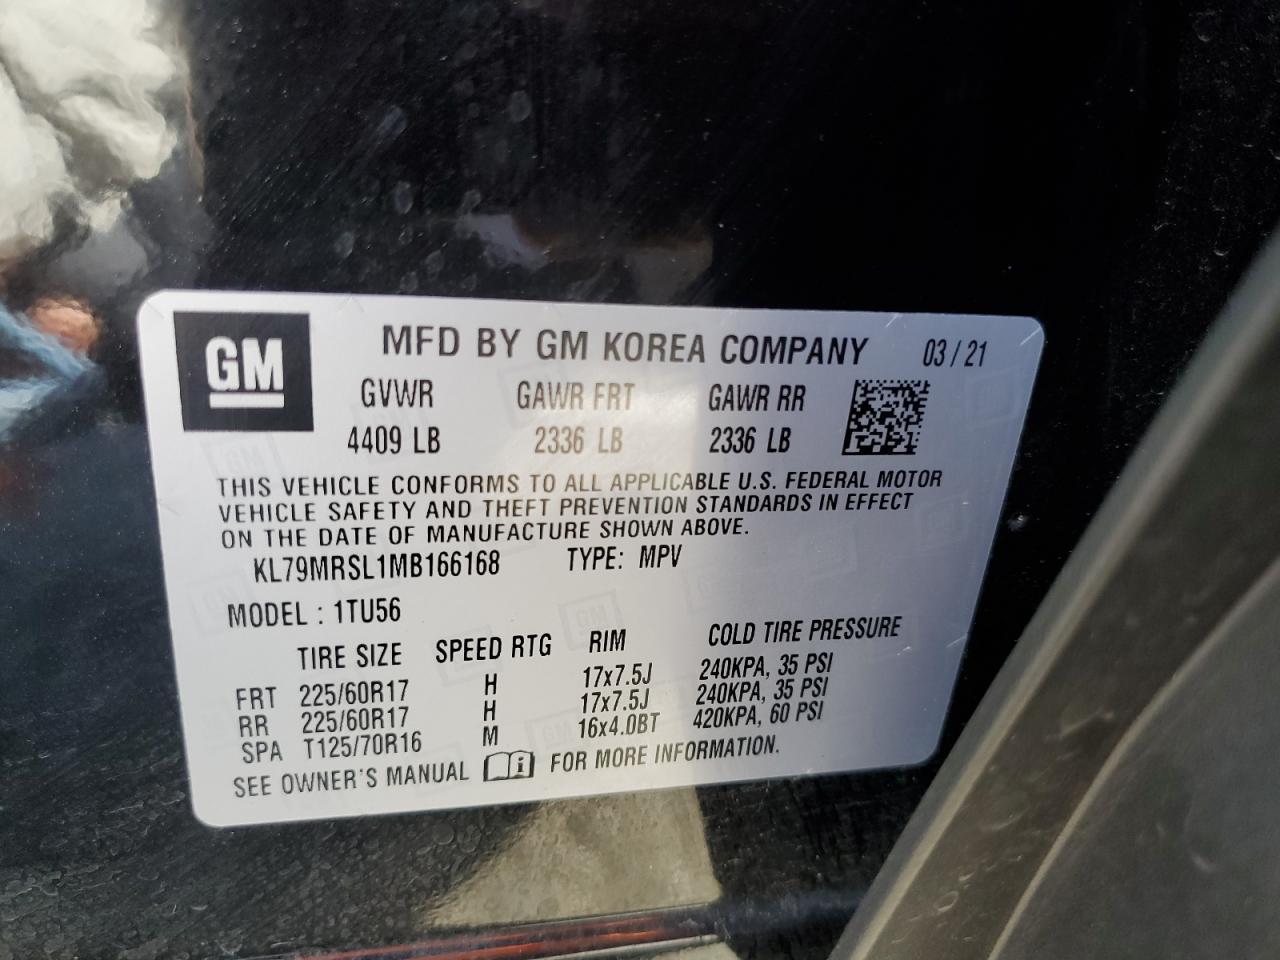 GM
MFD BY GM KOREA COMPANY 03/21
GVWR GAWR FRT GAWR RR
4409 LB 2336 LB 2336 LB
THIS VEHICLE CONFORMS TO ALL APPLICABLE U.S. FEDERAL MOTOR
VEHICLE SAFETY AND THEFT PREVENTION STANDARDS IN EFFECT
ON THE DATE OF MANUFACTURE SHOWN ABOVE.
KL79MRSL1MB166168 TYPE: MPV
MODEL : 1TU56
TIRE SIZE SPEED RTG RIM COLD TIRE PRESSURE
FRT 225/60R17 H 17x7.5J 240KPA, 35 PSI
RR 225/60R17 H 17x7.5J 240KPA, 35 PSI
SPA T125/70R16 M 16x4.0BT 420KPA, 60 PSI
SEE OWNER'S MANUAL i FOR MORE INFORMATION.